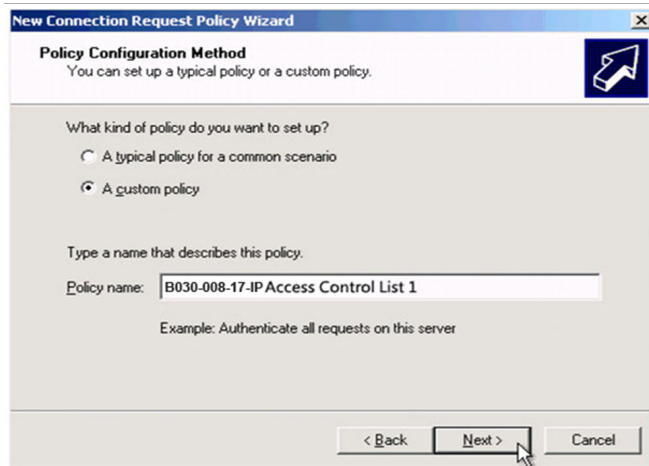 New Connection Request Policy Wizard
Policy Configuration Method
You can set up a typical policy or a custom policy.
What kind of policy do you want to set up?
A typical policy for a common scenario
A custom policy
Type a name that describes this policy.
Policy name: B030-008-17-IP Access Control List 1
Example: Authenticate all requests on this server
< Back Next > Cancel